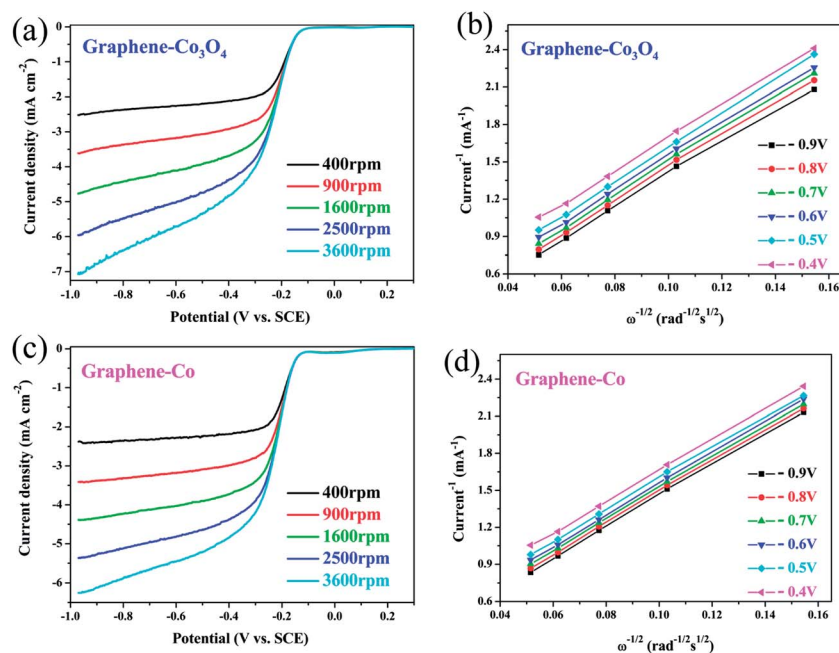 (a)
Graphene-Co₃O₄
Current density (mA cm⁻²)
0
-1
-2
-3
-4
-5
-6
-7
400rpm
900rpm
1600rpm
2500rpm
3600rpm
-1.0 -0.8 -0.6 -0.4 -0.2 0.0 0.2
Potential (V vs. SCE)
(b)
Graphene-Co₃O₄
Current⁻¹ (mA⁻¹)
2.4
2.1
1.8
1.5
1.2
0.9
0.6
- 0.9V
- 0.8V
- 0.7V
- 0.6V
- 0.5V
- 0.4V
0.04 0.06 0.08 0.10 0.12 0.14 0.16
ω⁻¹/² (rad⁻¹/²s¹/²)
(c)
Graphene-Co
Current density (mA cm⁻²)
0
-1
-2
-3
-4
-5
-6
400rpm
900rpm
1600rpm
2500rpm
3600rpm
-1.0 -0.8 -0.6 -0.4 -0.2 0.0 0.2
Potential (V vs. SCE)
(d)
Graphene-Co
Current⁻¹ (mA⁻¹)
2.4
2.1
1.8
1.5
1.2
0.9
0.6
- 0.9V
- 0.8V
- 0.7V
- 0.6V
- 0.5V
- 0.4V
0.04 0.06 0.08 0.10 0.12 0.14 0.16
ω⁻¹/² (rad⁻¹/²s¹/²)